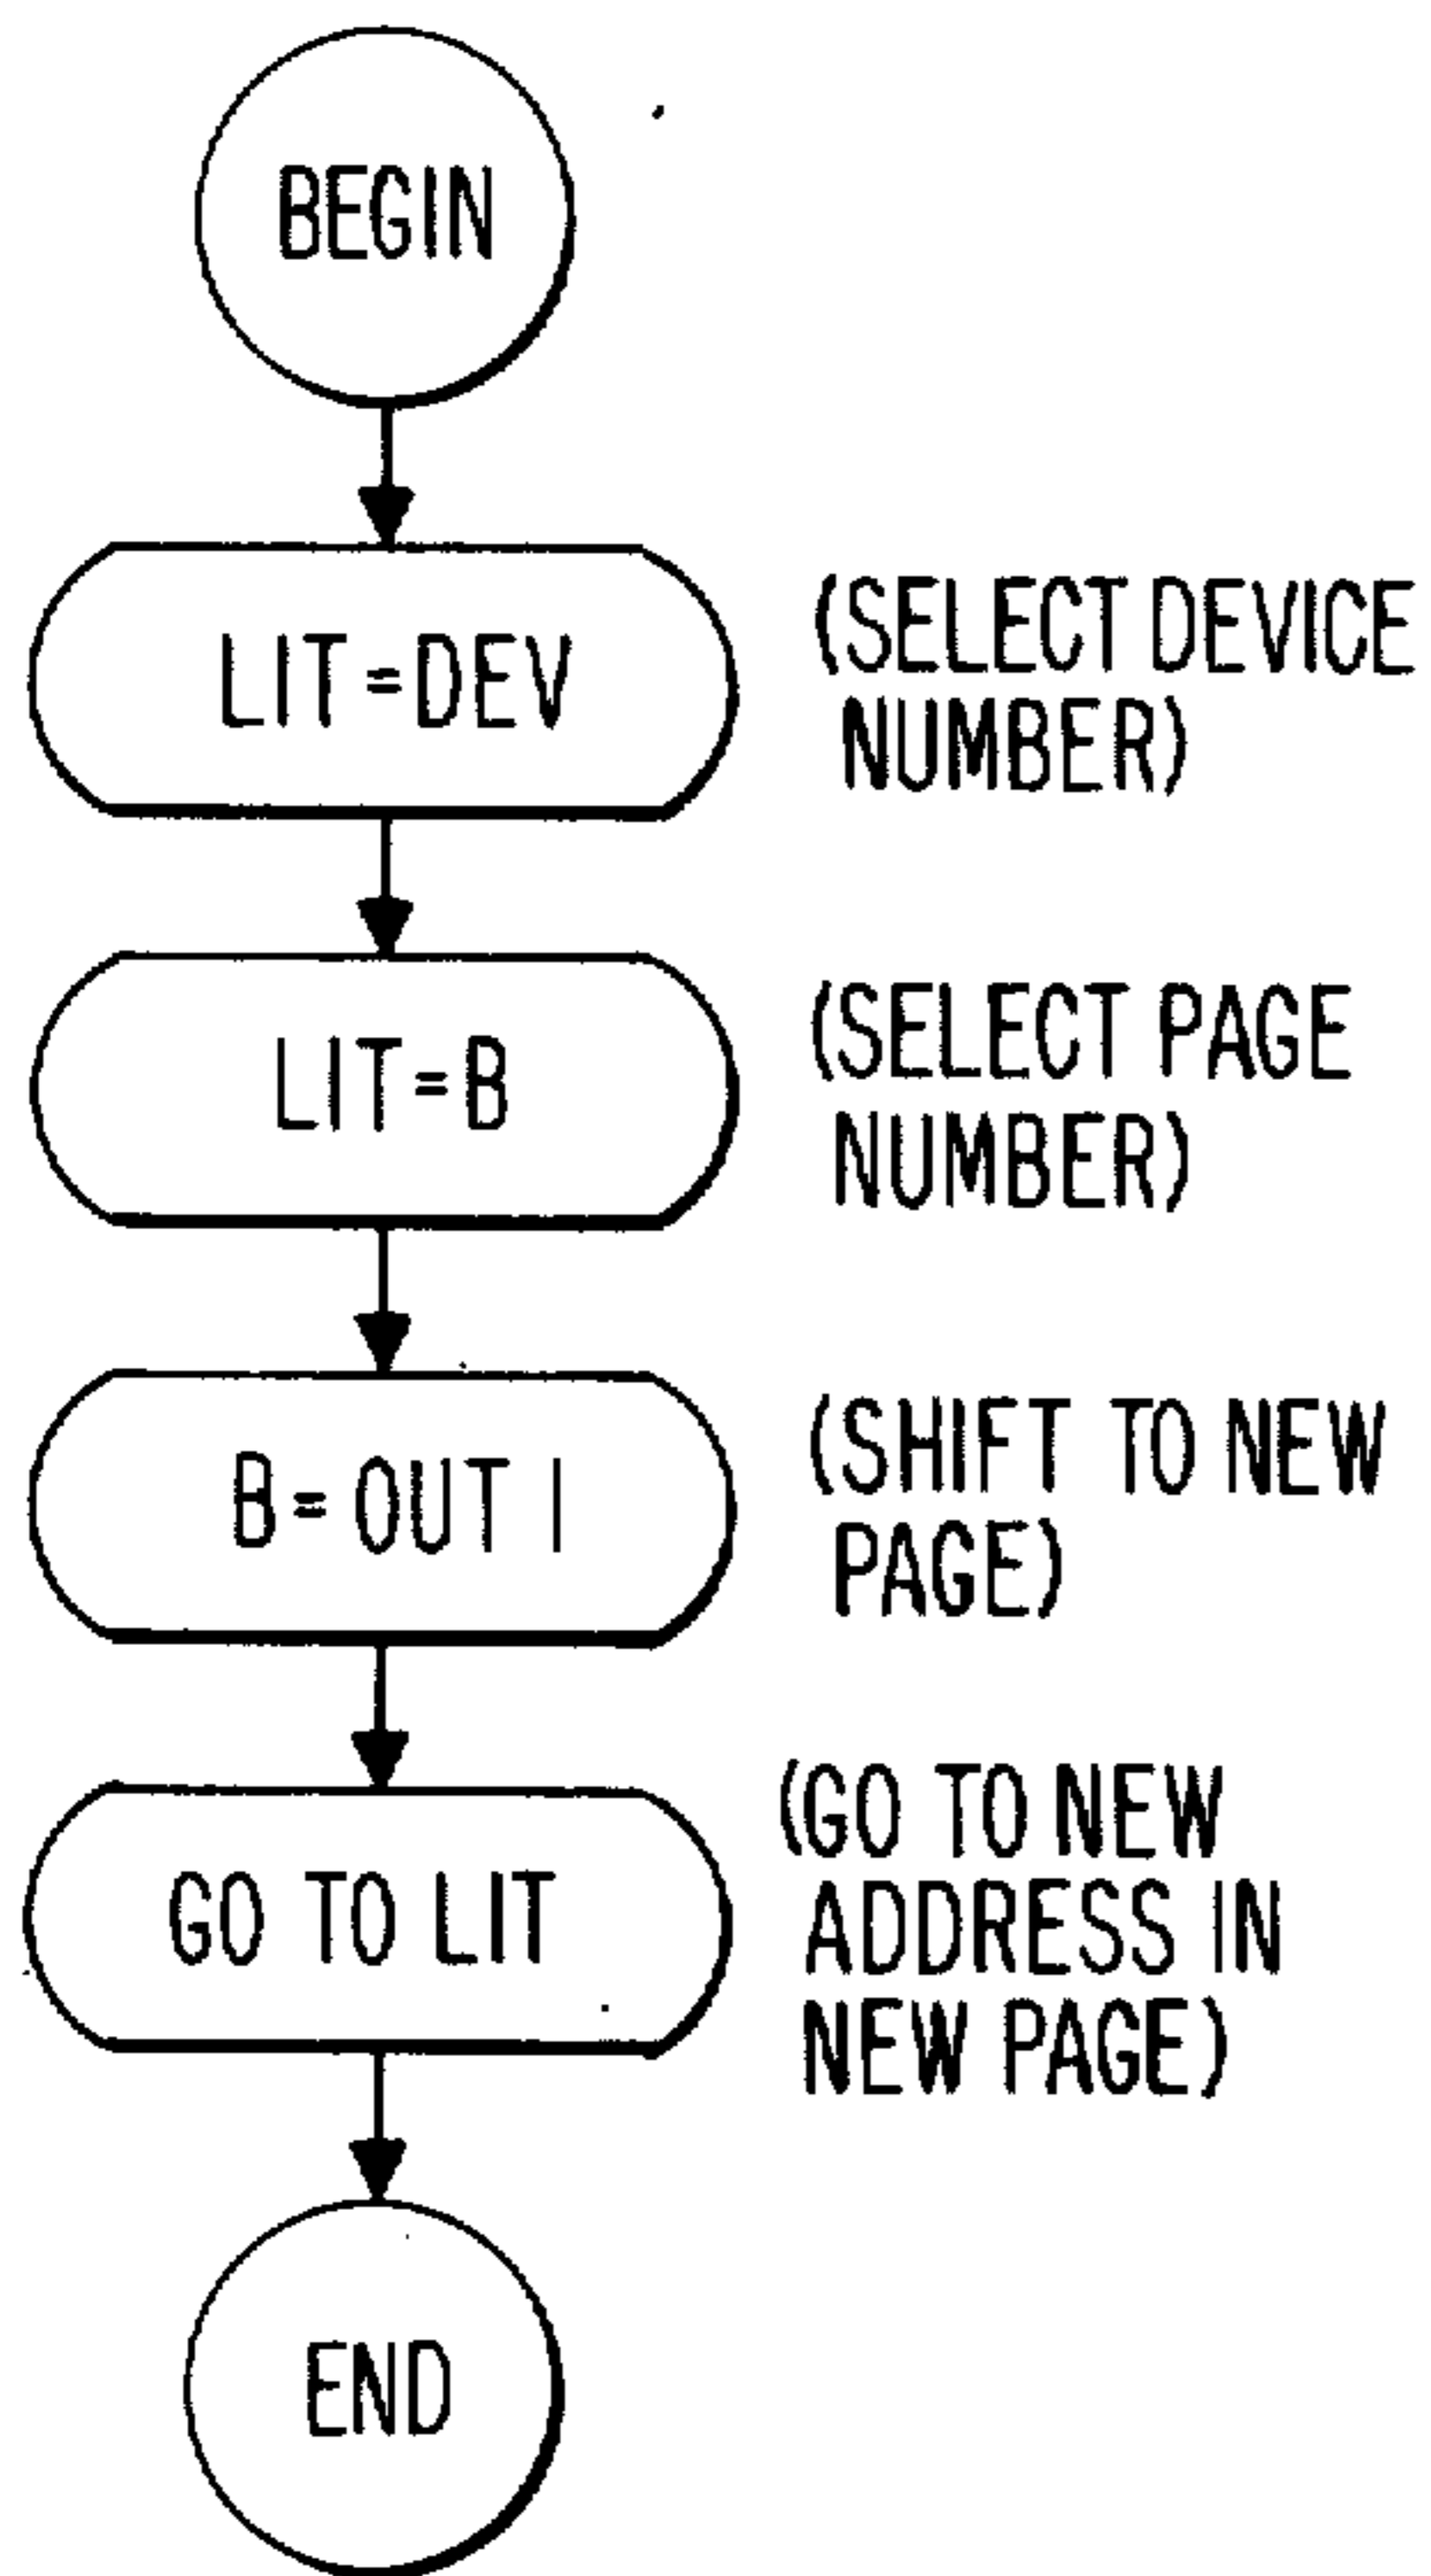 BEGIN
LIT=DEV
(SELECT DEVICE
NUMBER)
LIT=B
(SELECT PAGE
NUMBER)
B=OUT 1
(SHIFT TO NEW
PAGE)
GO TO LIT
(GO TO NEW
ADDRESS IN
NEW PAGE)
END